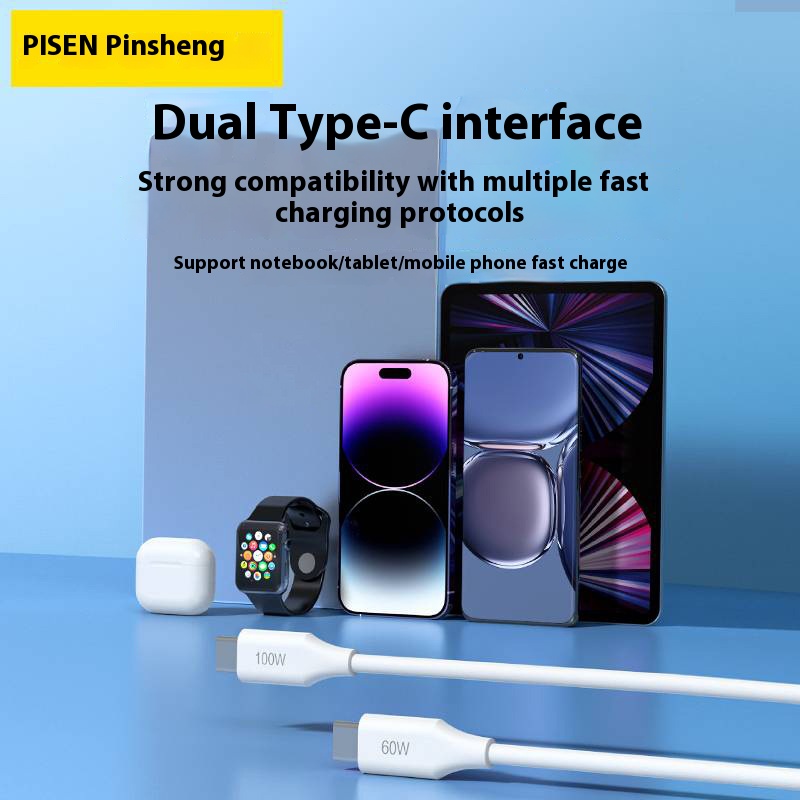 PISEN Pinsheng
Dual Type-C interface
Strong compatibility with multiple fast
charging protocols
Support notebook/tablet/mobile phone fast charge
100W
60W